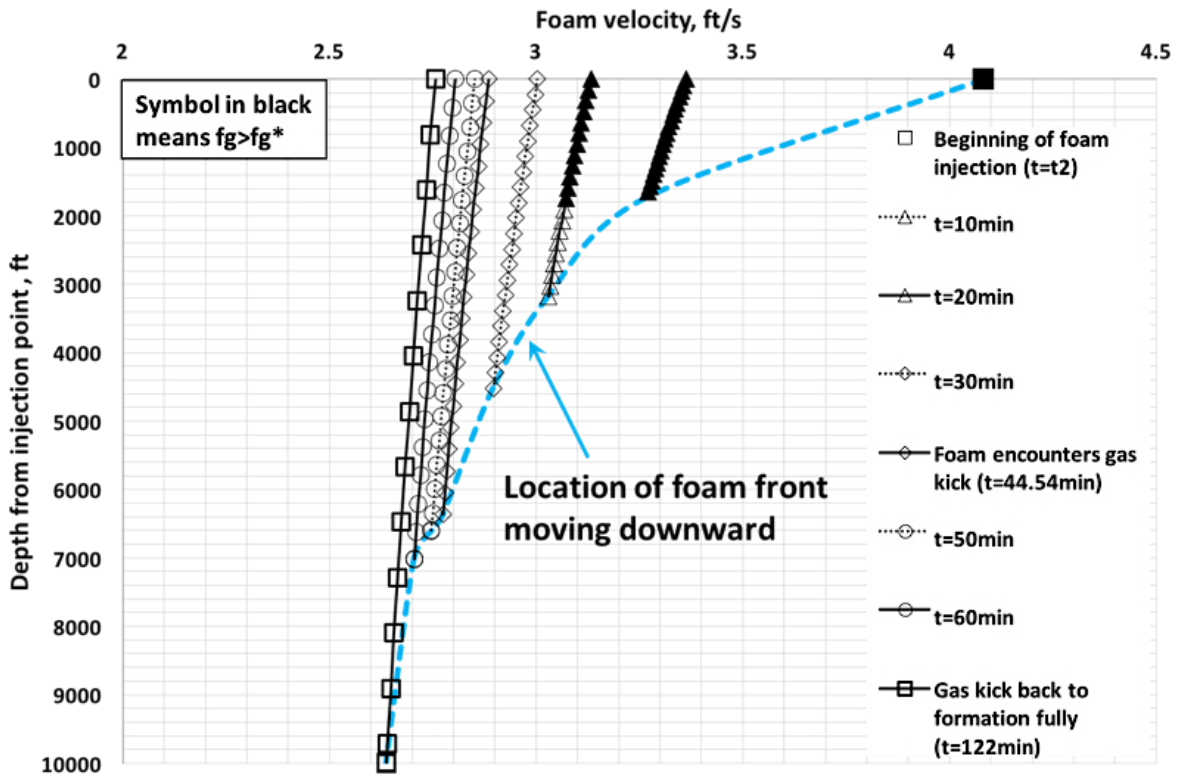 Foam velocity, ft/s
2 2.5 3 3.5 4 4.5
0
1000
2000
3000
4000
5000
6000
7000
8000
9000
10000
Depth from injection point , ft
Symbol in black
means fg>fg*
Location of foam front
moving downward
Beginning of foam
injection (t=t2)
t=10min
t=20min
t=30min
Foam encounters gas
kick (t=44.54min)
t=50min
t=60min
Gas kick back to
formation fully
(t=122min)